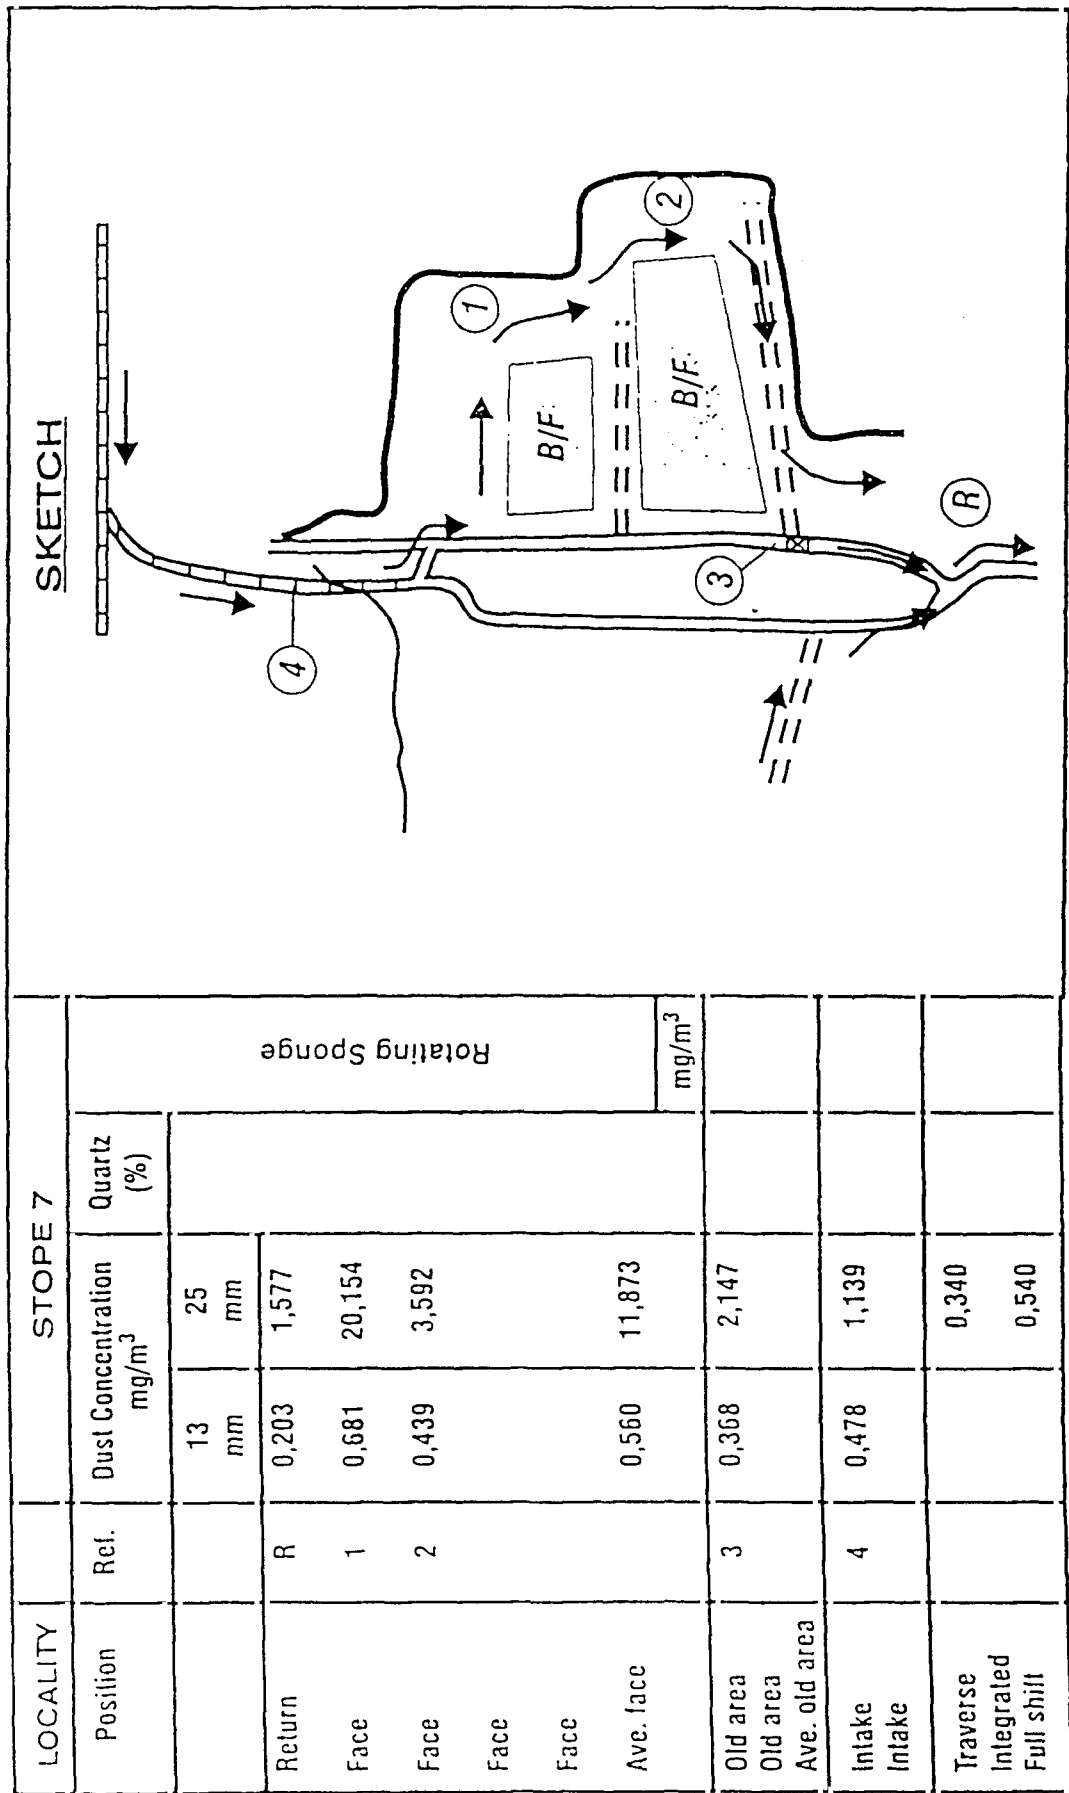 LOCALITY STOPE 7
Position Ref. Dust Concentration mg/m³ Quartz (%)
13 mm 25 mm
Return R 0,203 1,577
Face 1 0,681 20,154
Face 2 0,439 3,592
Face
Face
Ave. face 0,560 11,873
Rotating Sponge
mg/m³
Old area 3 0,368 2,147
Old area
Ave. old area
Intake 4 0,478 1,139
Intake
Traverse 0,340
Integrated
Full shift 0,540
SKETCH
1
2
B/F
B/F.
3
4
R